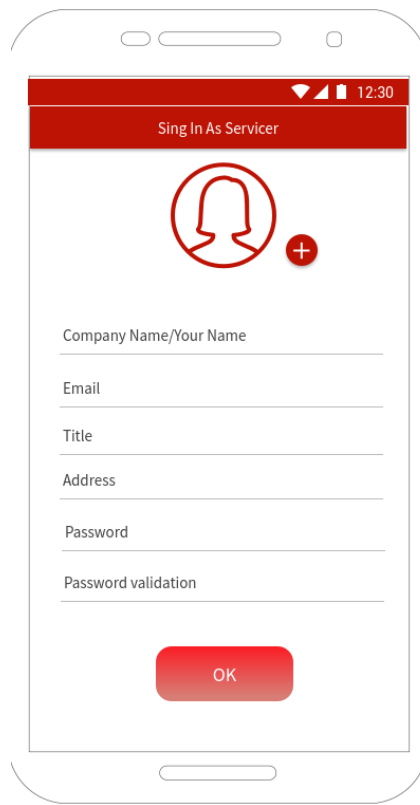 12:30
Sing In As Servicer
Company Name/Your Name
Email
Title
Address
Password
Password validation
OK